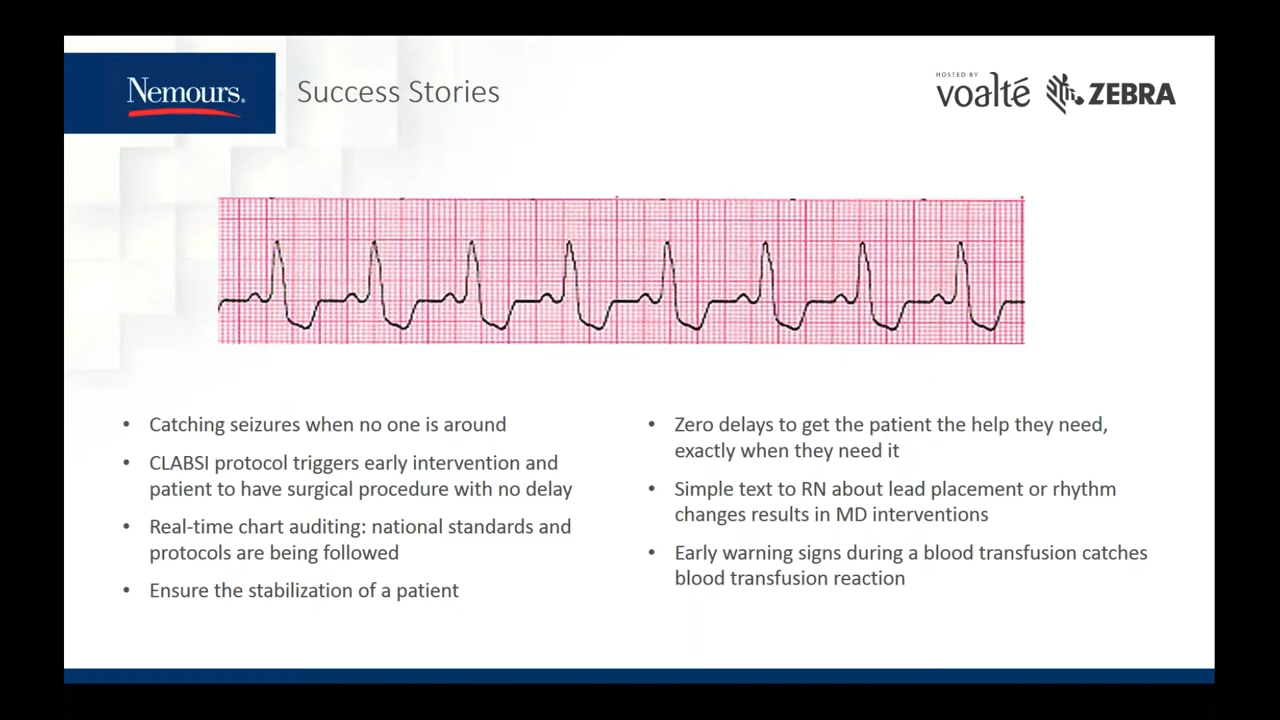 Nemours.
Success Stories
HOSTED BY
voalté
ZEBRA
• Catching seizures when no one is around
• CLABSI protocol triggers early intervention and
patient to have surgical procedure with no delay
• Real-time chart auditing: national standards and
protocols are being followed
• Ensure the stabilization of a patient
• Zero delays to get the patient the help they need,
exactly when they need it
• Simple text to RN about lead placement or rhythm
changes results in MD interventions
• Early warning signs during a blood transfusion catches
blood transfusion reaction